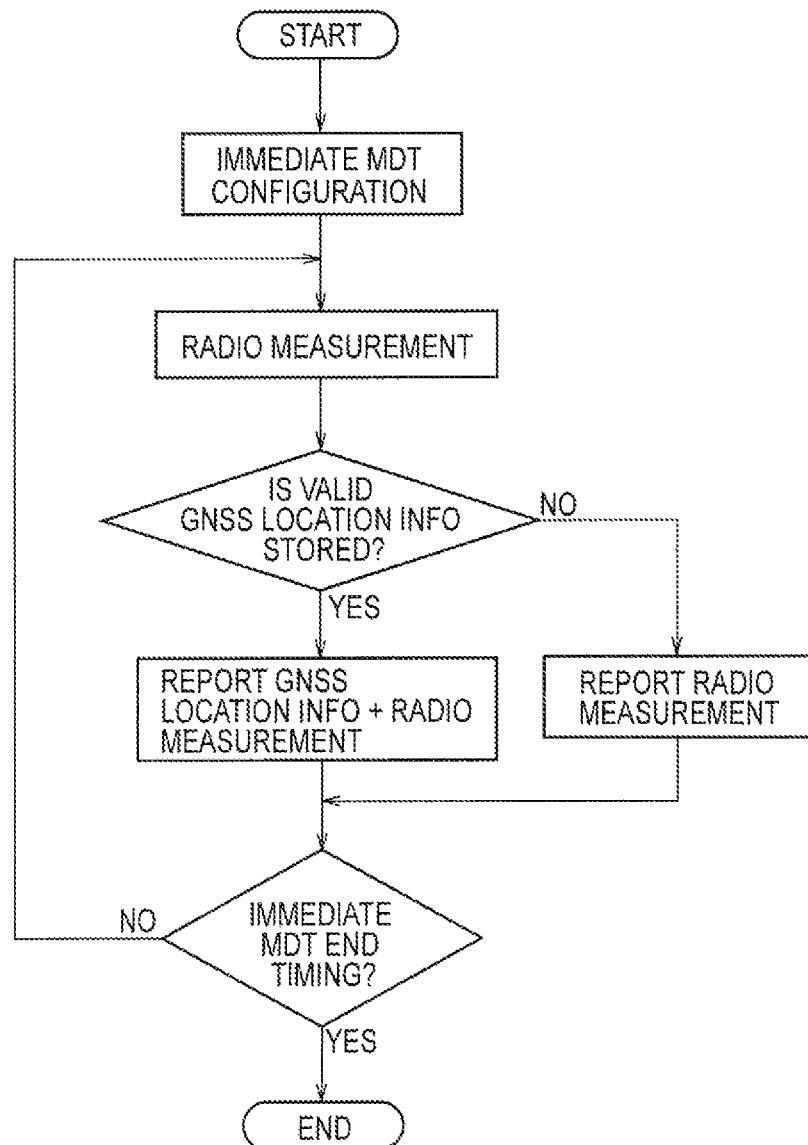 START
IMMEDIATE MDT
CONFIGURATION
RADIO MEASUREMENT
IS VALID
GNSS LOCATION INFO
STORED?
NO
YES
REPORT GNSS
LOCATION INFO + RADIO
MEASUREMENT
REPORT RADIO
MEASUREMENT
NO
IMMEDIATE
MDT END
TIMING?
YES
END